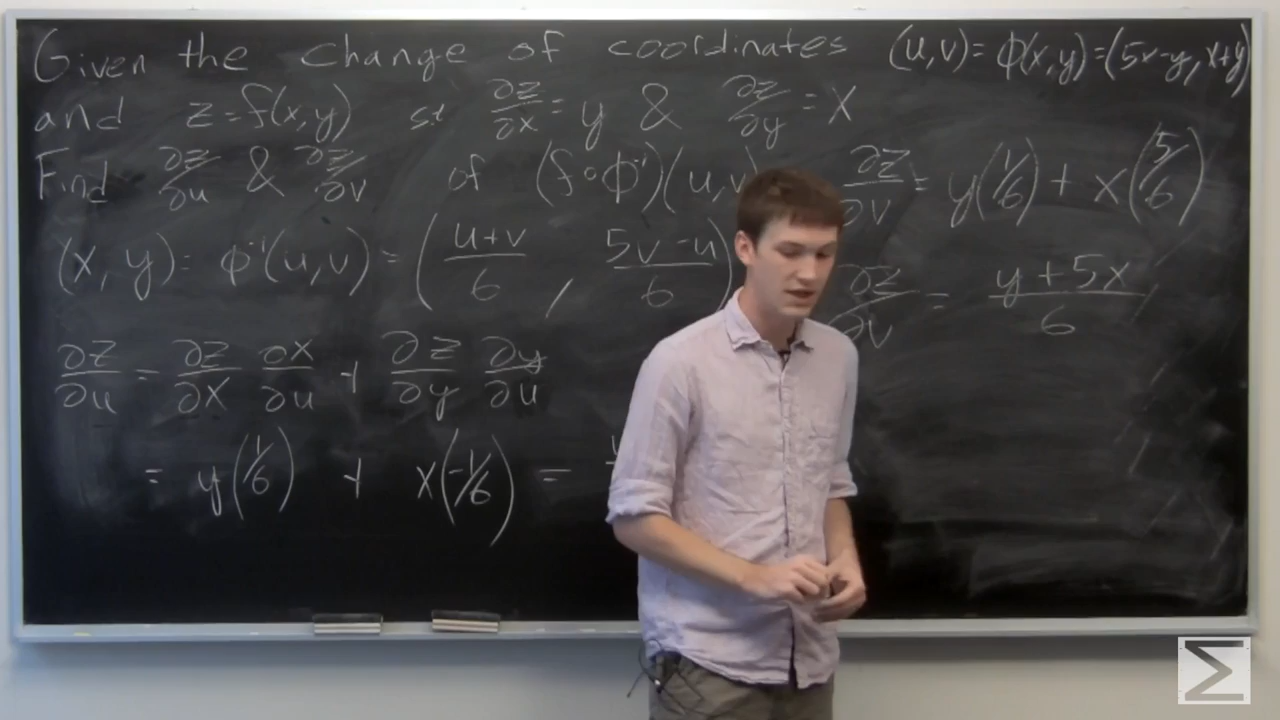 Given the change of coordinates (u,v) = ϕ(x,y) = (5x-y, x+y)
and z = f(x,y) st ∂z/∂x = y & ∂z/∂y = x
Find ∂z/∂u & ∂z/∂v of (f∘ϕ⁻¹)(u,v)
(x, y) = ϕ⁻¹(u,v) = ( (u+v)/6 , (5v-u)/6 )
∂z/∂u = ∂z/∂x ∂x/∂u + ∂z/∂y ∂y/∂u
= y(1/6) + x(-1/6) =
∂z/∂v = y(1/6) + x(5/6)
∂z/∂v = (y + 5x)/6
Σ